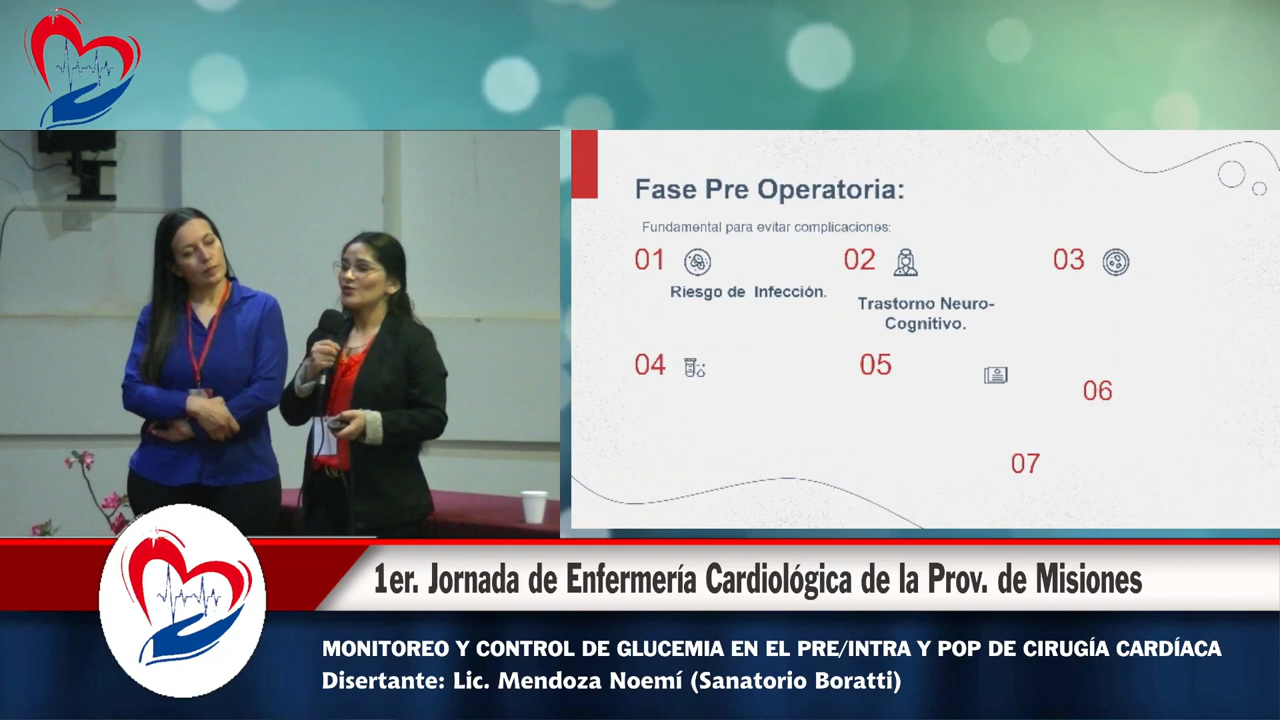 Fase Pre Operatoria:
Fundamental para evitar complicaciones:
01 02 03
Riesgo de Infección.
Trastorno Neuro-
Cognitivo.
04 05
06
07
1er. Jornada de Enfermería Cardiológica de la Prov. de Misiones
MONITOREO Y CONTROL DE GLUCEMIA EN EL PRE/INTRA Y POP DE CIRUGÍA CARDÍACA
Disertante: Lic. Mendoza Noemí (Sanatorio Boratti)